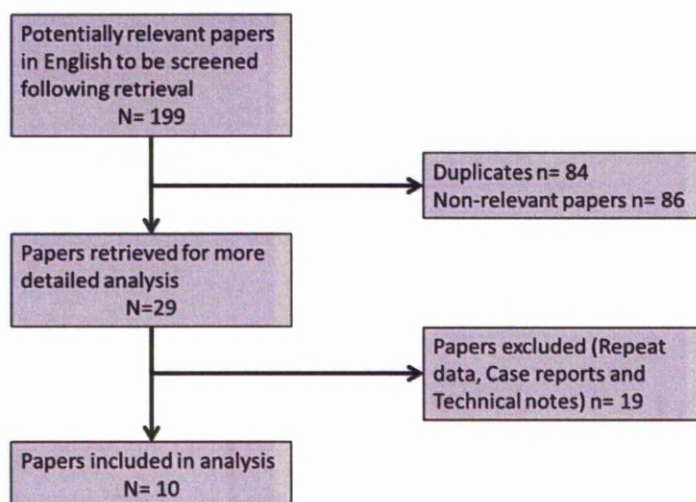 Potentially relevant papers
in English to be screened
following retrieval
N= 199
Duplicates n= 84
Non-relevant papers n= 86
Papers retrieved for more
detailed analysis
N=29
Papers excluded (Repeat
data, Case reports and
Technical notes) n= 19
Papers included in analysis
N= 10